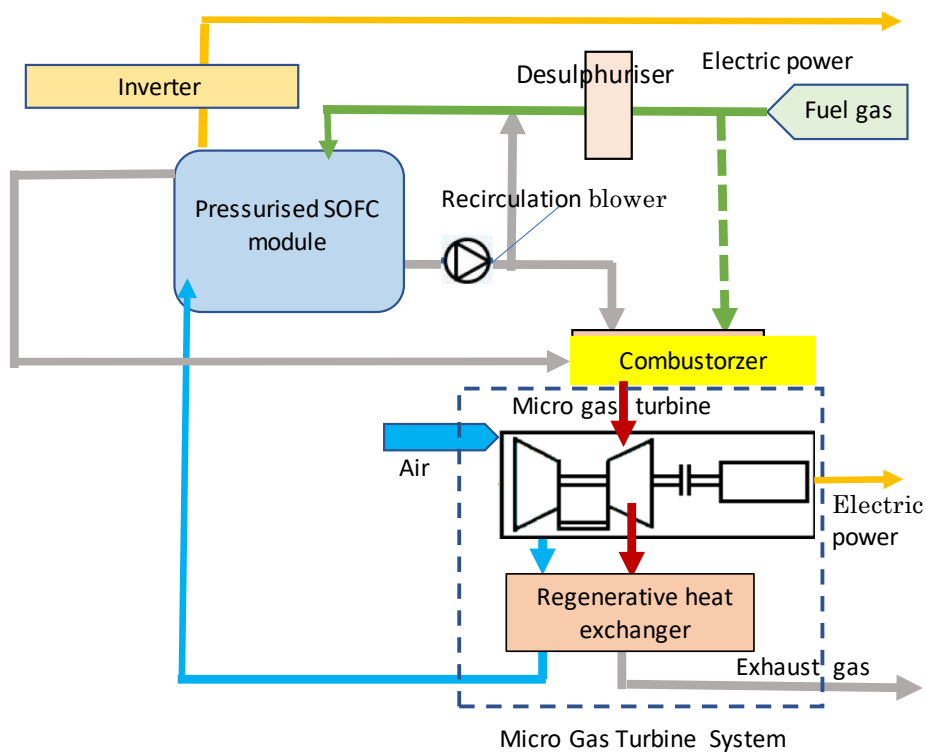 Desulphuriser
Electric power
Inverter
Fuel gas
Recirculation blower
Pressurised SOFC
module
Combustorzer
Micro gas turbine
Air
Electric
power
Regenerative heat
exchanger
Exhaust gas
Micro Gas Turbine System